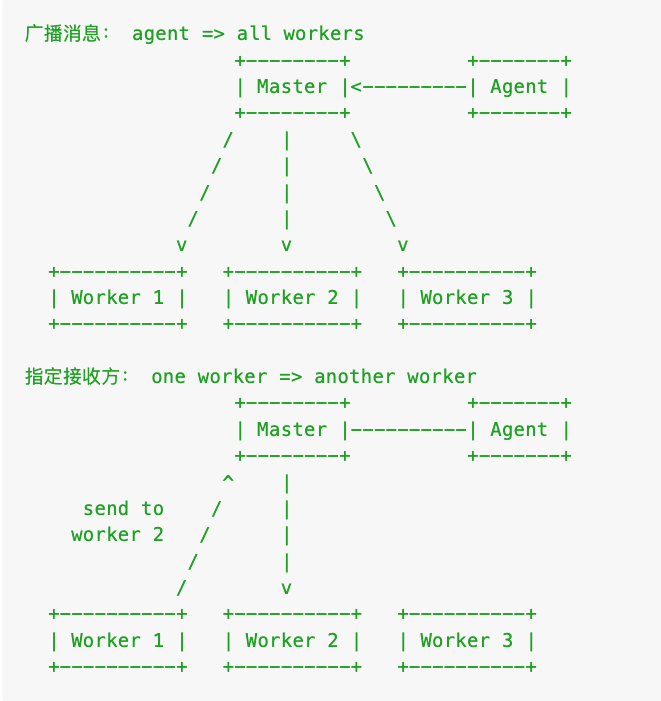 广播消息： agent => all workers
                  +--------+          +-------+
                  | Master |<---------| Agent |
                  +--------+          +-------+
                 /    |     \
                /     |      \
               /      |       \
              /       |        \
             v        v         v
  +----------+   +----------+   +----------+
  | Worker 1 |   | Worker 2 |   | Worker 3 |
  +----------+   +----------+   +----------+
指定接收方： one worker => another worker
                  +--------+          +-------+
                  | Master |----------| Agent |
                  +--------+          +-------+
                 ^    |
     send to    /     |
    worker 2   /      |
              /       |
             /        v
  +----------+   +----------+   +----------+
  | Worker 1 |   | Worker 2 |   | Worker 3 |
  +----------+   +----------+   +----------+